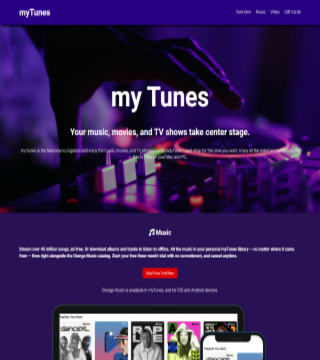 myTunes
Overview Music Video Gift Cards
my Tunes
Your music, movies, and TV shows take center stage.
Music
Stream over 45 million songs, ad-free. Or download albums and tracks to listen to offline. All the music in your personal myTunes library — no matter where it came
from — lives right alongside the Orange Music catalog. Start your free three-month trial with no commitment, and cancel anytime.
Start Your Trial Now
Orange Music is available in myTunes, and for iOS and Android devices.